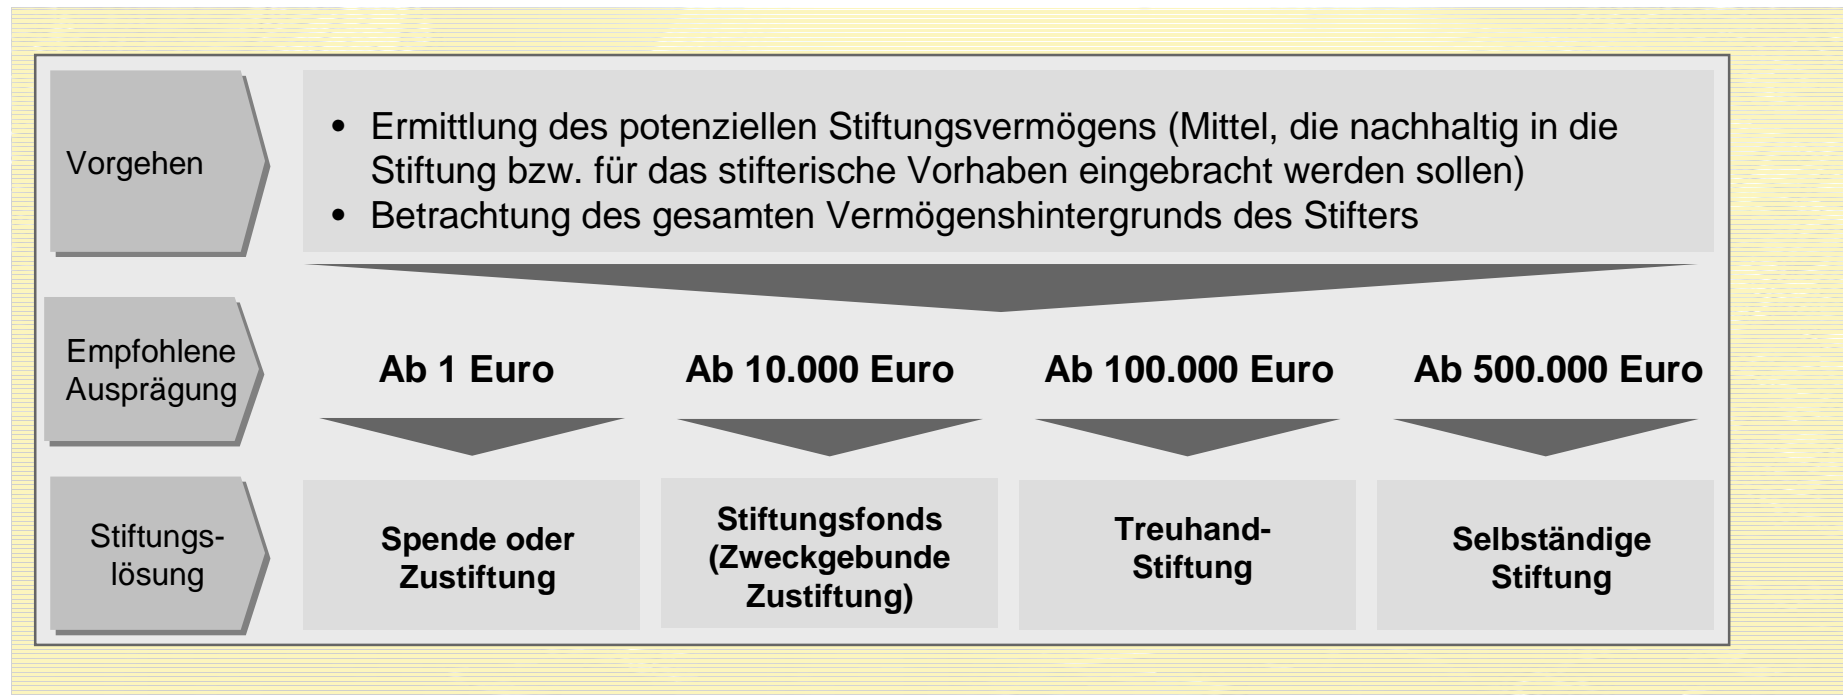 Vorgehen
• Ermittlung des potenziellen Stiftungsvermögens (Mittel, die nachhaltig in die
Stiftung bzw. für das stifterische Vorhaben eingebracht werden sollen)
• Betrachtung des gesamten Vermögenshintergrunds des Stifters
Empfohlene
Ausprägung
Ab 1 Euro
Ab 10.000 Euro
Ab 100.000 Euro
Ab 500.000 Euro
Stiftungs-
lösung
Spende oder
Zustiftung
Stiftungsfonds
(Zweckgebunde
Zustiftung)
Treuhand-
Stiftung
Selbständige
Stiftung